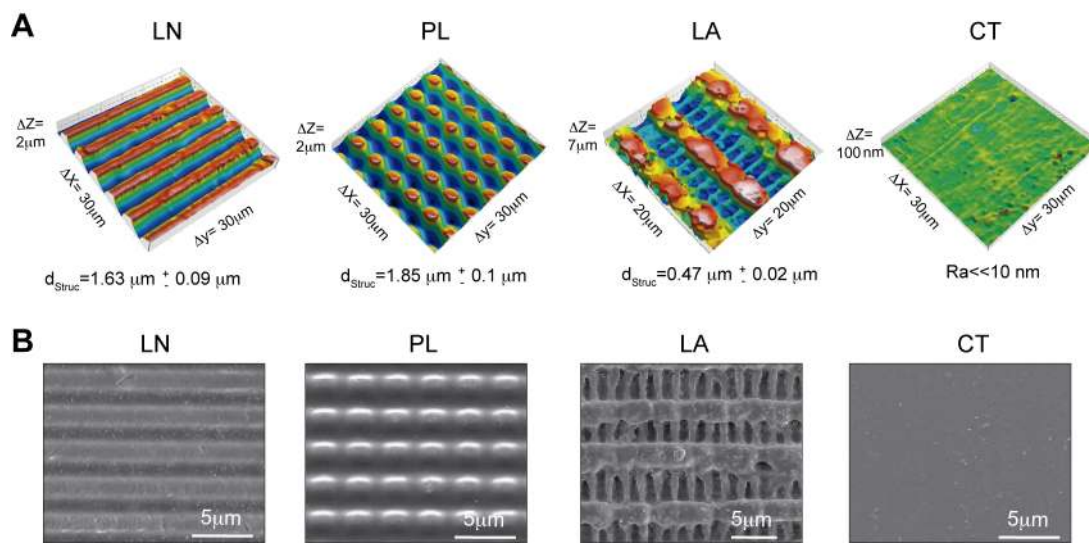 A
LN
PL
LA
CT
ΔZ=
2μm
ΔX= 30μm
Δy= 30μm
d_Struc=1.63 μm ± 0.09 μm
ΔZ=
2μm
ΔX= 30μm
Δy= 30μm
d_Struc=1.85 μm ± 0.1 μm
ΔZ=
7μm
ΔX= 20μm
Δy= 20μm
d_Struc=0.47 μm ± 0.02 μm
ΔZ=
100 nm
ΔX= 30μm
Δy= 30μm
Ra<<10 nm
B
LN
PL
LA
CT
5μm
5μm
5μm
5μm